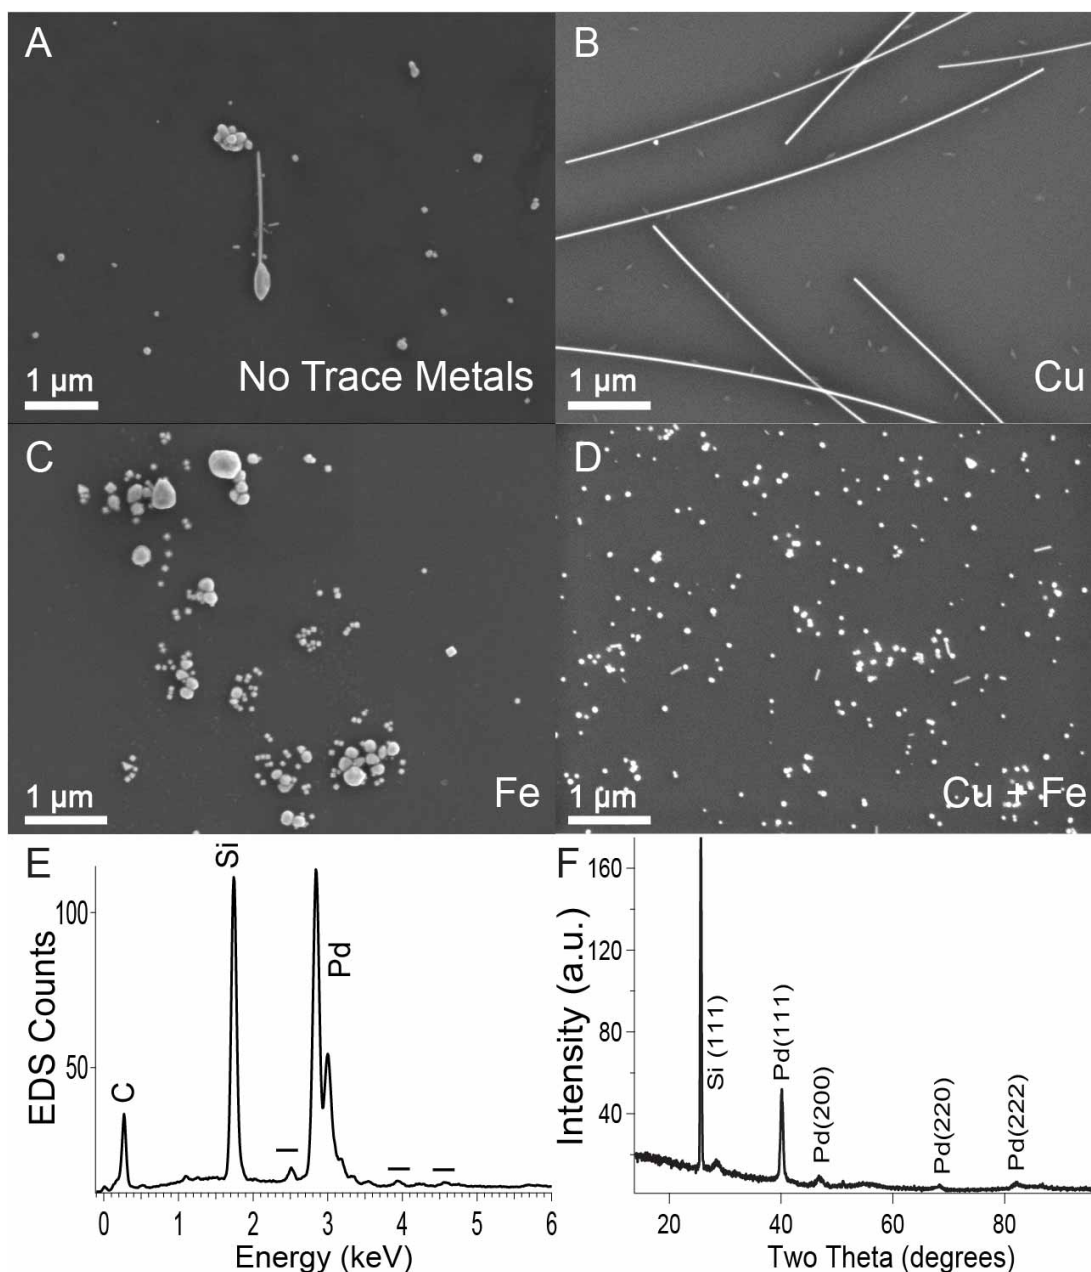 A
No Trace Metals
1 µm
B
Cu
1 µm
C
Fe
1 µm
D
Cu + Fe
1 µm
E
EDS Counts
100
50
C
Si
Pd
0 1 2 3 4 5 6
Energy (keV)
F
Intensity (a.u.)
160
120
80
40
Si (111)
Pd(111)
Pd(200)
Pd(220)
Pd(222)
20 40 60 80
Two Theta (degrees)